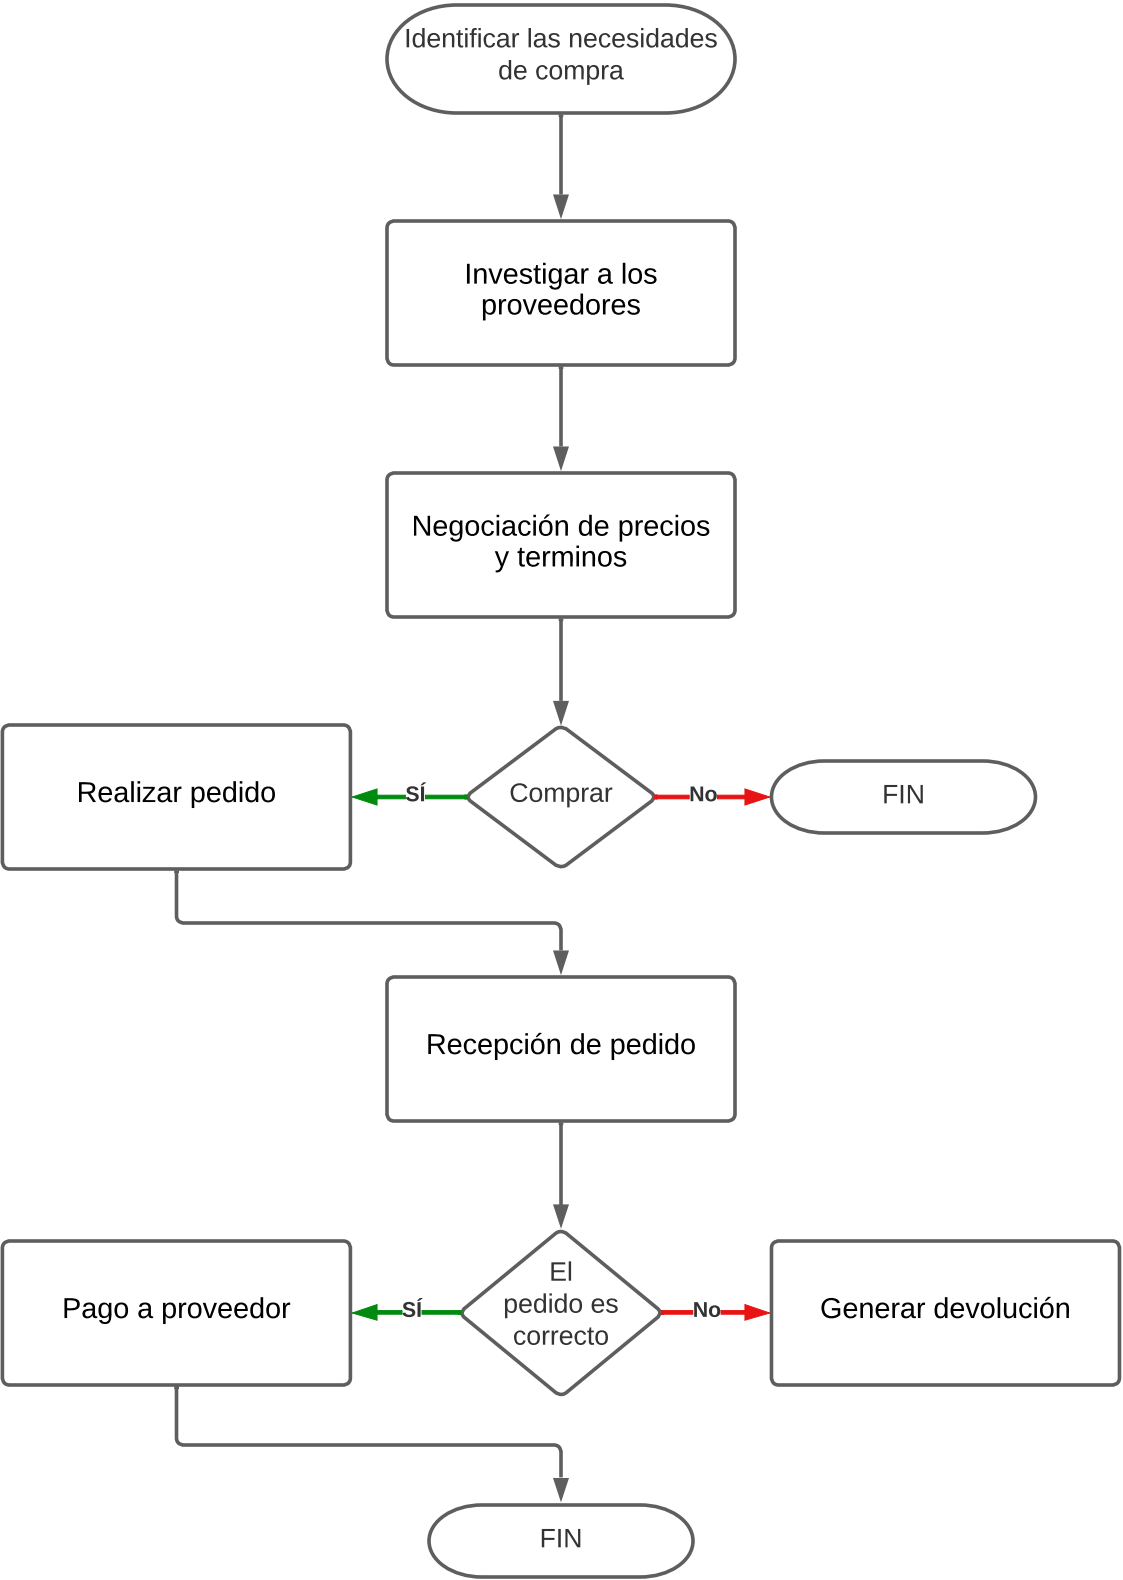 Identificar las necesidades
de compra
Investigar a los
proveedores
Negociación de precios
y terminos
Realizar pedido
SÍ
Comprar
No
FIN
Recepción de pedido
Pago a proveedor
SÍ
El
pedido es
correcto
No
Generar devolución
FIN